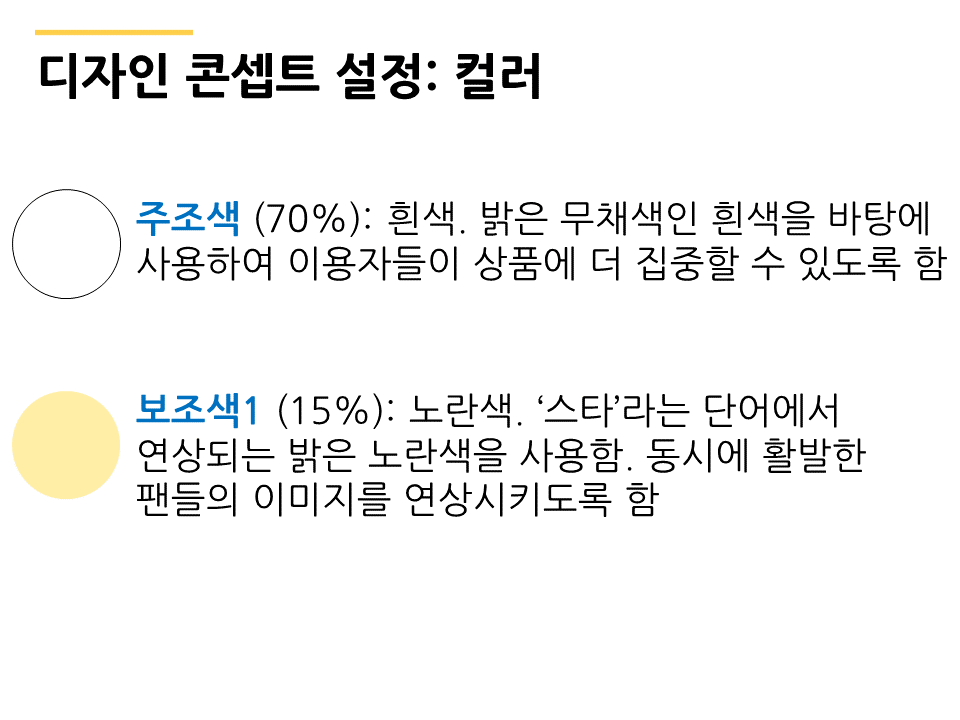 디자인 콘셉트 설정: 컬러
주조색 (70%): 흰색. 밝은 무채색인 흰색을 바탕에
사용하여 이용자들이 상품에 더 집중할 수 있도록 함
보조색1 (15%): 노란색. ‘스타’라는 단어에서
연상되는 밝은 노란색을 사용함. 동시에 활발한
팬들의 이미지를 연상시키도록 함